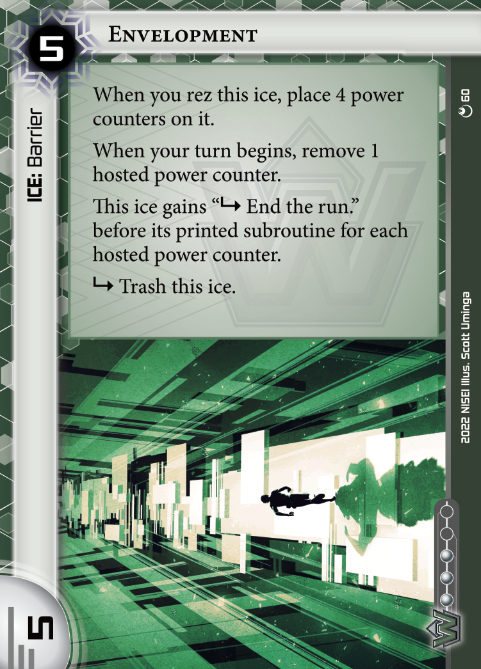 5
Envelopment
When you rez this ice, place 4 power
counters on it.
When your turn begins, remove 1
hosted power counter.
This ice gains “↳ End the run.”
before its printed subroutine for each
hosted power counter.
↳ Trash this ice.
ICE: Barrier
60
2022 NISEI Illus. Scott Uminga
5